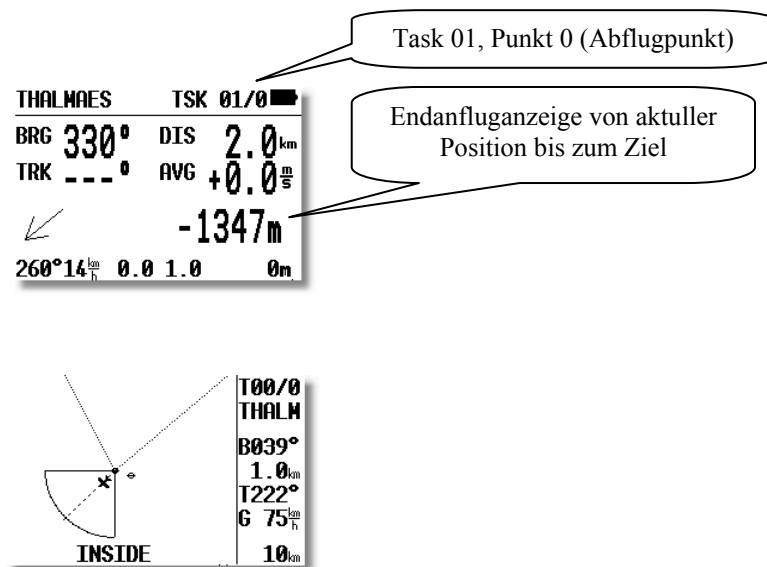 Task 01, Punkt 0 (Abflugpunkt)
THALMAES TSK 01/0
Endanfluganzeige von aktuller
Position bis zum Ziel
BRG 330° DIS 2.0km
TRK ---° AVG +0.0m/s
-1347m
260°14km/h 0.0 1.0 0m
T00/0
THALM
B039°
1.0km
T222°
G 75km/h
INSIDE 10km